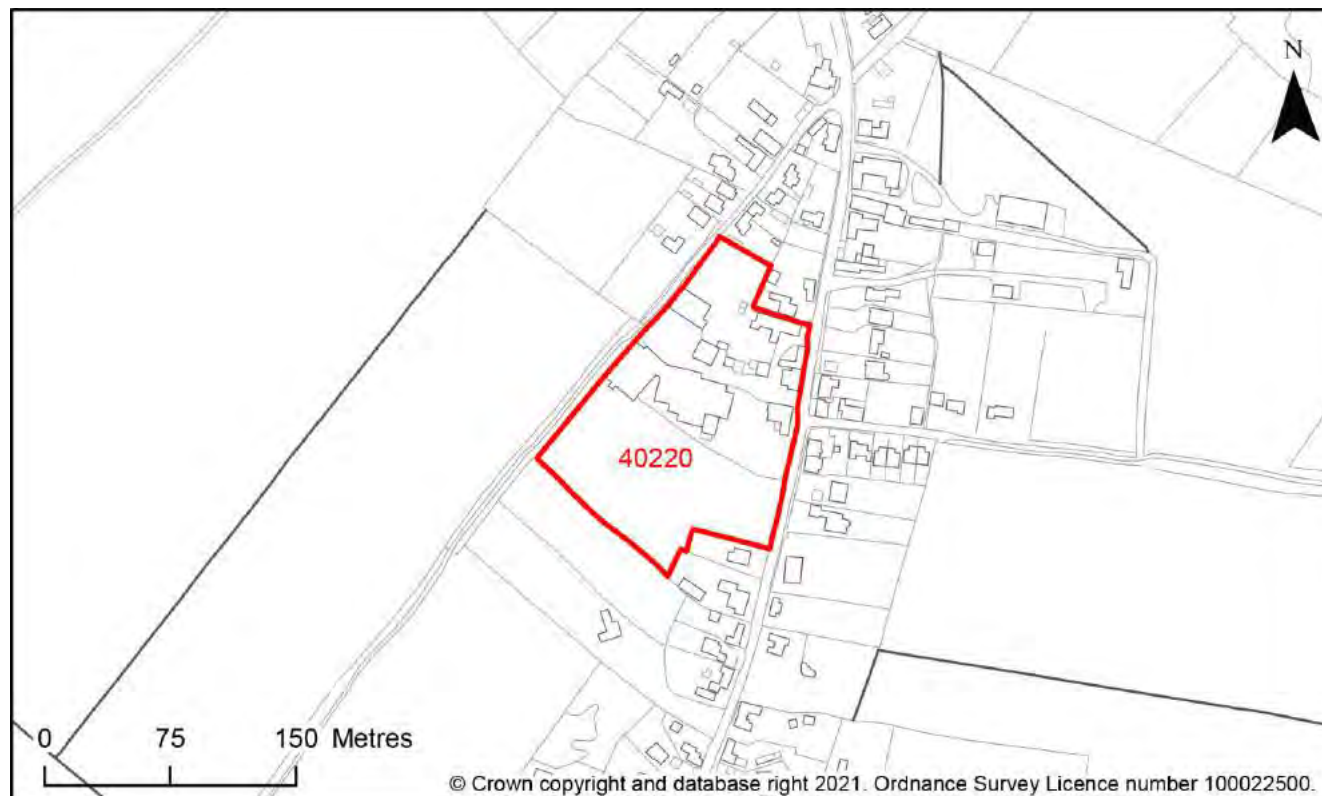 N
40220
0 75 150 Metres
© Crown copyright and database right 2021. Ordnance Survey Licence number 100022500.